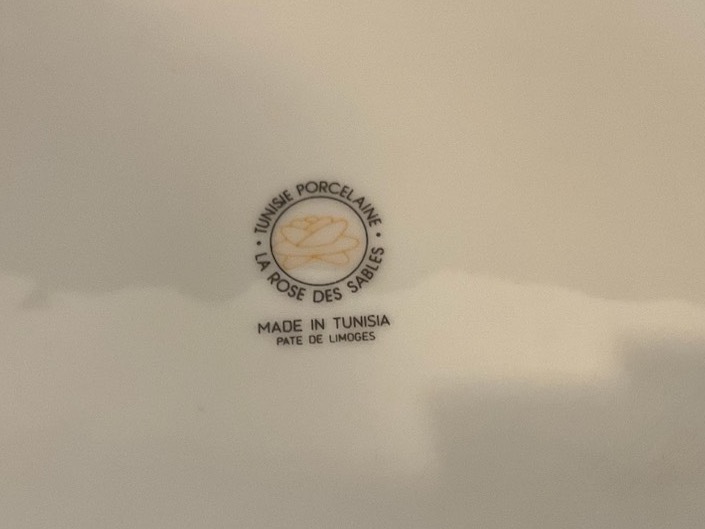 TUNISIE PORCELAINE
LA ROSE DES SABLES
MADE IN TUNISIA
PATE DE LIMOGES